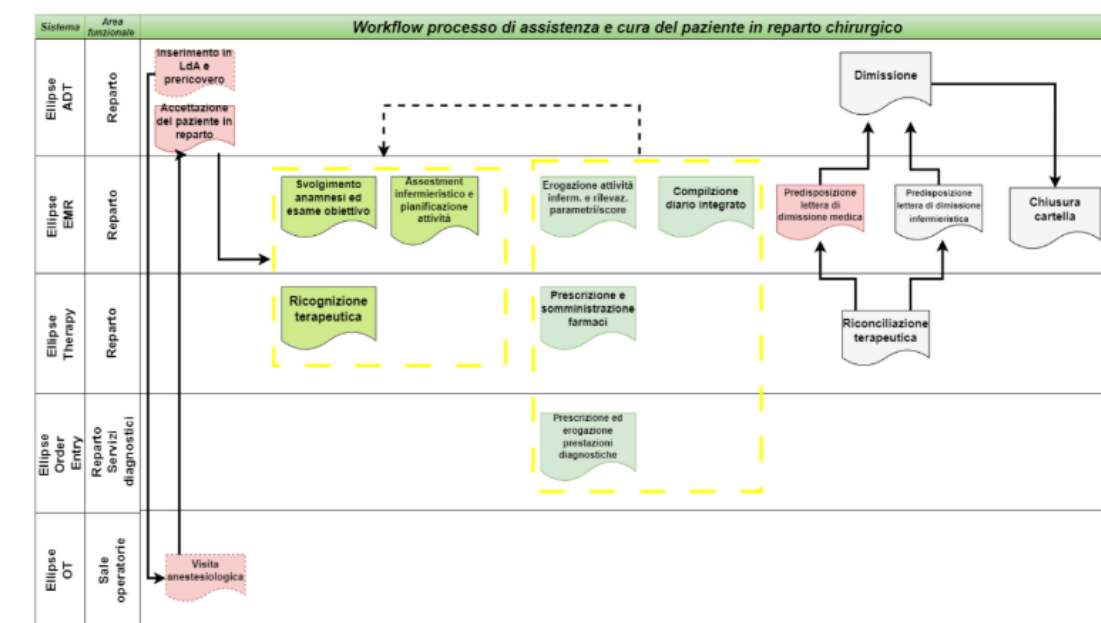 Sistema
Area
funzionale
Workflow processo di assistenza e cura del paziente in reparto chirurgico
Ellipse
ADT
Reparto
Inserimento in
LdA e
prericovero
Accettazione
del paziente in
reparto
Dimissione
Ellipse
EMR
Reparto
Svolgimento
anamnesi ed
esame obiettivo
Assestment
infermieristico e
pianificazione
attività
Erogazione attività
inferm. e rilevaz.
parametri/score
Compilzione
diario integrato
Predisposizione
lettera di
dimissione medica
Predisposizione
lettera di dimissione
infermieristica
Chiusura
cartella
Ellipse
Therapy
Reparto
Ricognizione
terapeutica
Prescrizione e
somministrazione
farmaci
Riconciliazione
terapeutica
Ellipse
Order
Entry
Reparto
Servizi
diagnostici
Prescrizione ed
erogazione
prestazioni
diagnostiche
Ellipse
OT
Sale
operatorie
Visita
anestesiologica